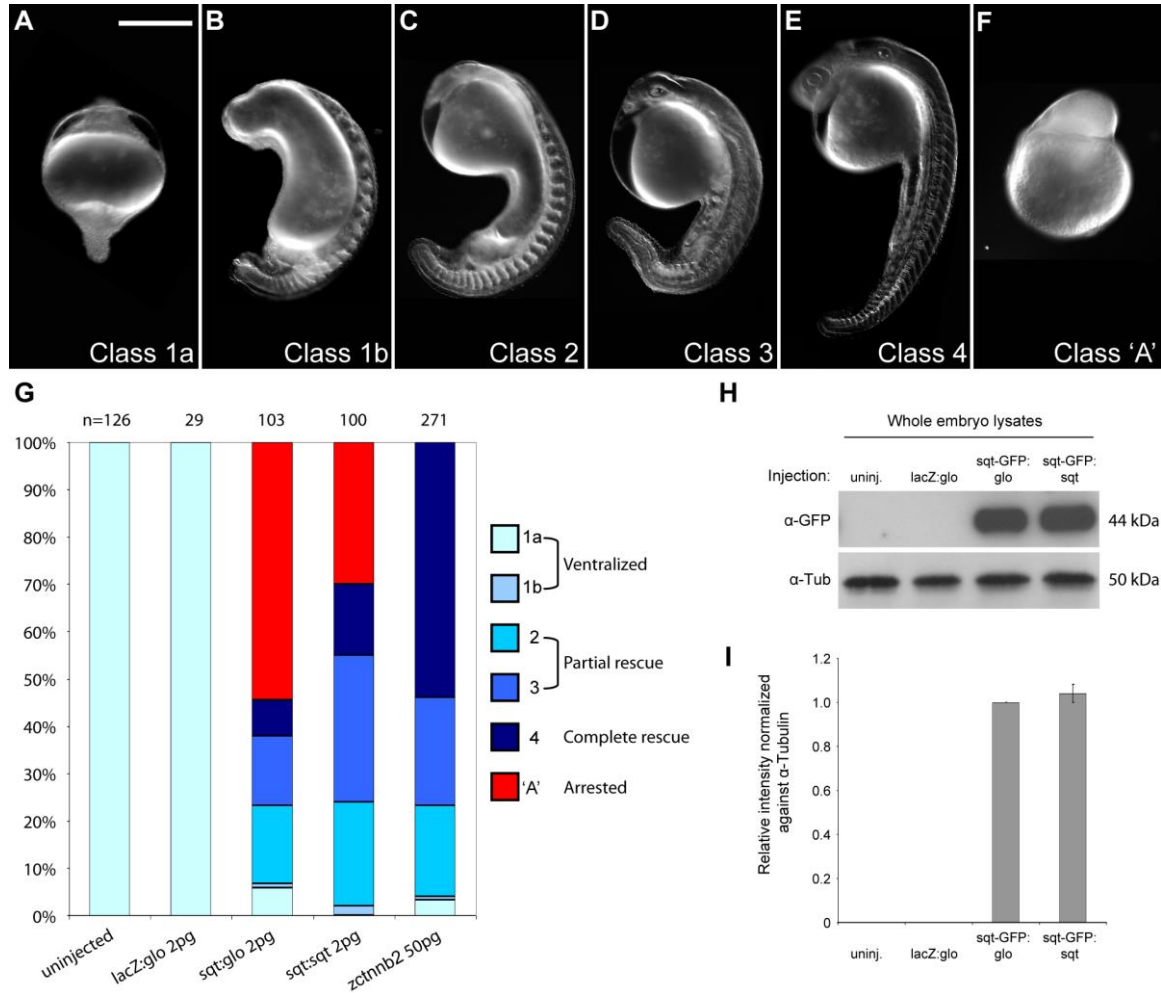 A
B
C
D
E
F
Class 1a
Class 1b
Class 2
Class 3
Class 4
Class 'A'
G
n=126
29
103
100
271
100%
90%
80%
70%
60%
50%
40%
30%
20%
10%
0%
uninjected
lacZ:glo 2pg
sqt:glo 2pg
sqt:sqt 2pg
zctnnb2 50pg
1a
1b
Ventralized
2
3
Partial rescue
4 Complete rescue
'A' Arrested
H
Whole embryo lysates
Injection:
uninj.
lacZ:glo
sqt-GFP:
glo
sqt-GFP:
sqt
α-GFP
44 kDa
α-Tub
50 kDa
I
Relative intensity normalized
against α-Tubulin
1.2
1.0
0.8
0.6
0.4
0.2
0
uninj.
lacZ:glo
sqt-GFP:
glo
sqt-GFP:
sqt